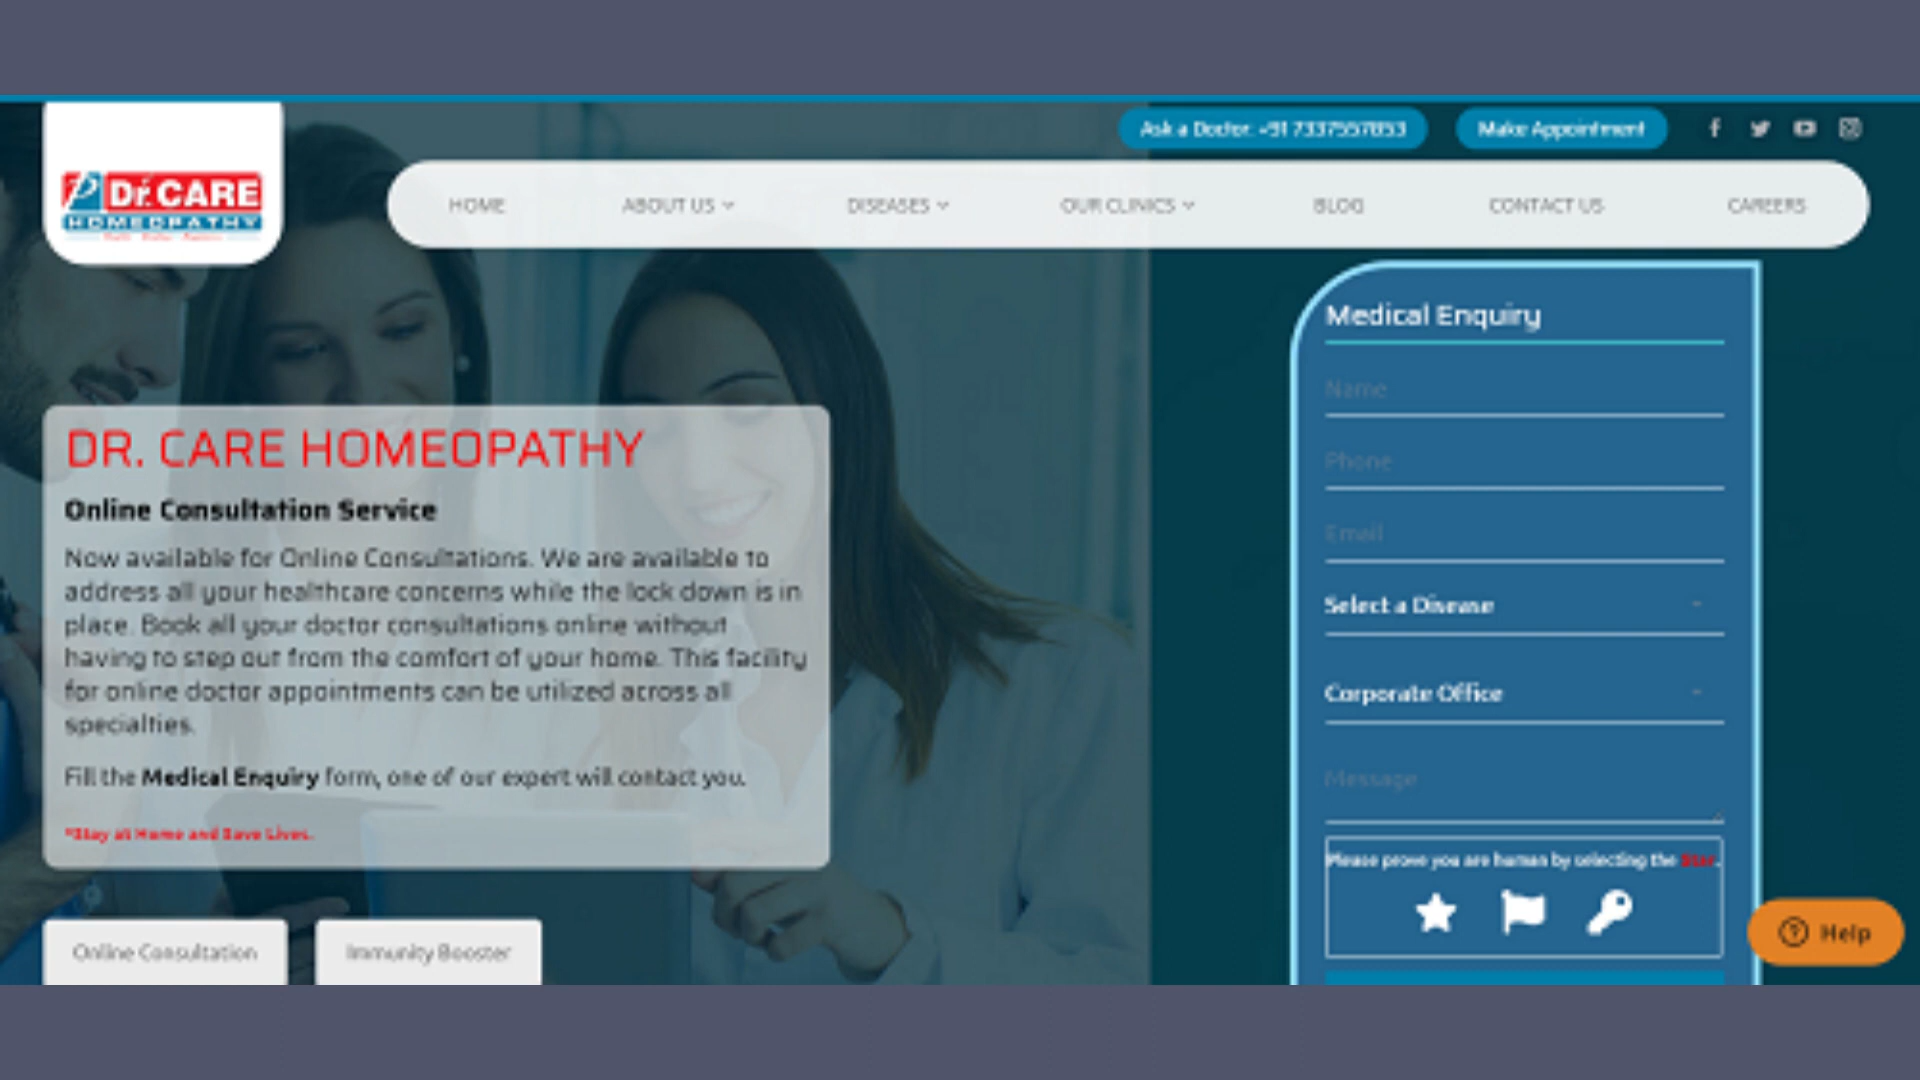 Ask a Doctor: +91 7337557853
Make Appointment
Dr. CARE
HOMEOPATHY
HOME
ABOUT US
DISEASES
OUR CLINICS
BLOG
CONTACT US
CAREERS
DR. CARE HOMEOPATHY
Online Consultation Service
Now available for Online Consultations. We are available to
address all your healthcare concerns while the lock down is in
place. Book all your doctor consultations online without
having to step out from the comfort of your home. This facility
for online doctor appointments can be utilized across all
specialties.
Fill the Medical Enquiry form, one of our expert will contact you.
*Stay at Home and Save Lives.
Online Consultation
Immunity Booster
Medical Enquiry
Name
Phone
Email
Select a Disease
Corporate Office
Message
Please prove you are human by selecting the Star.
Help